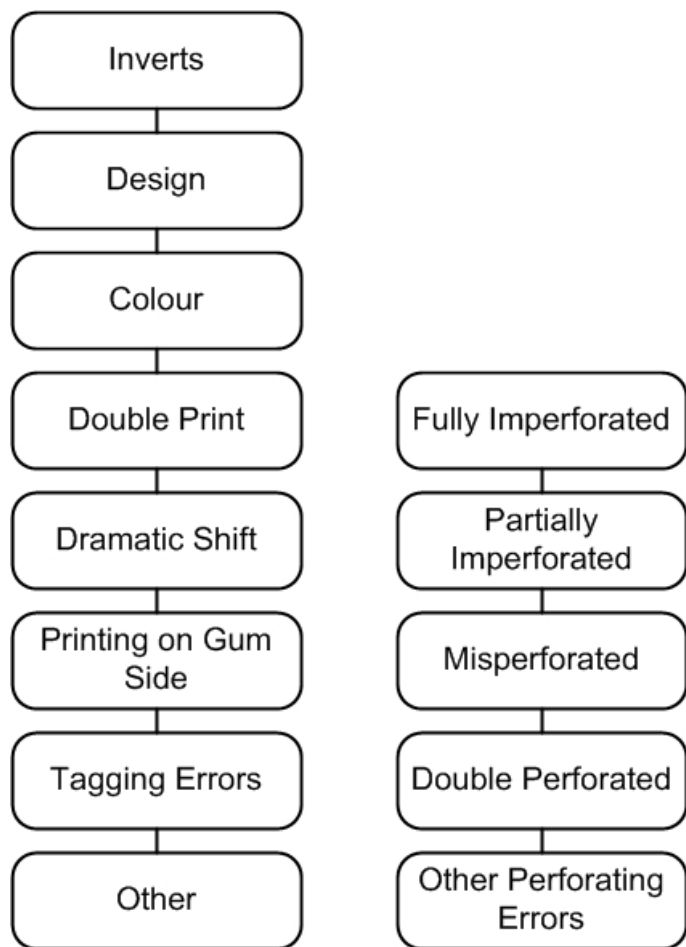 Inverts
Design
Colour
Double Print
Dramatic Shift
Printing on Gum
Side
Tagging Errors
Other
Fully Imperforated
Partially
Imperforated
Misperforated
Double Perforated
Other Perforating
Errors